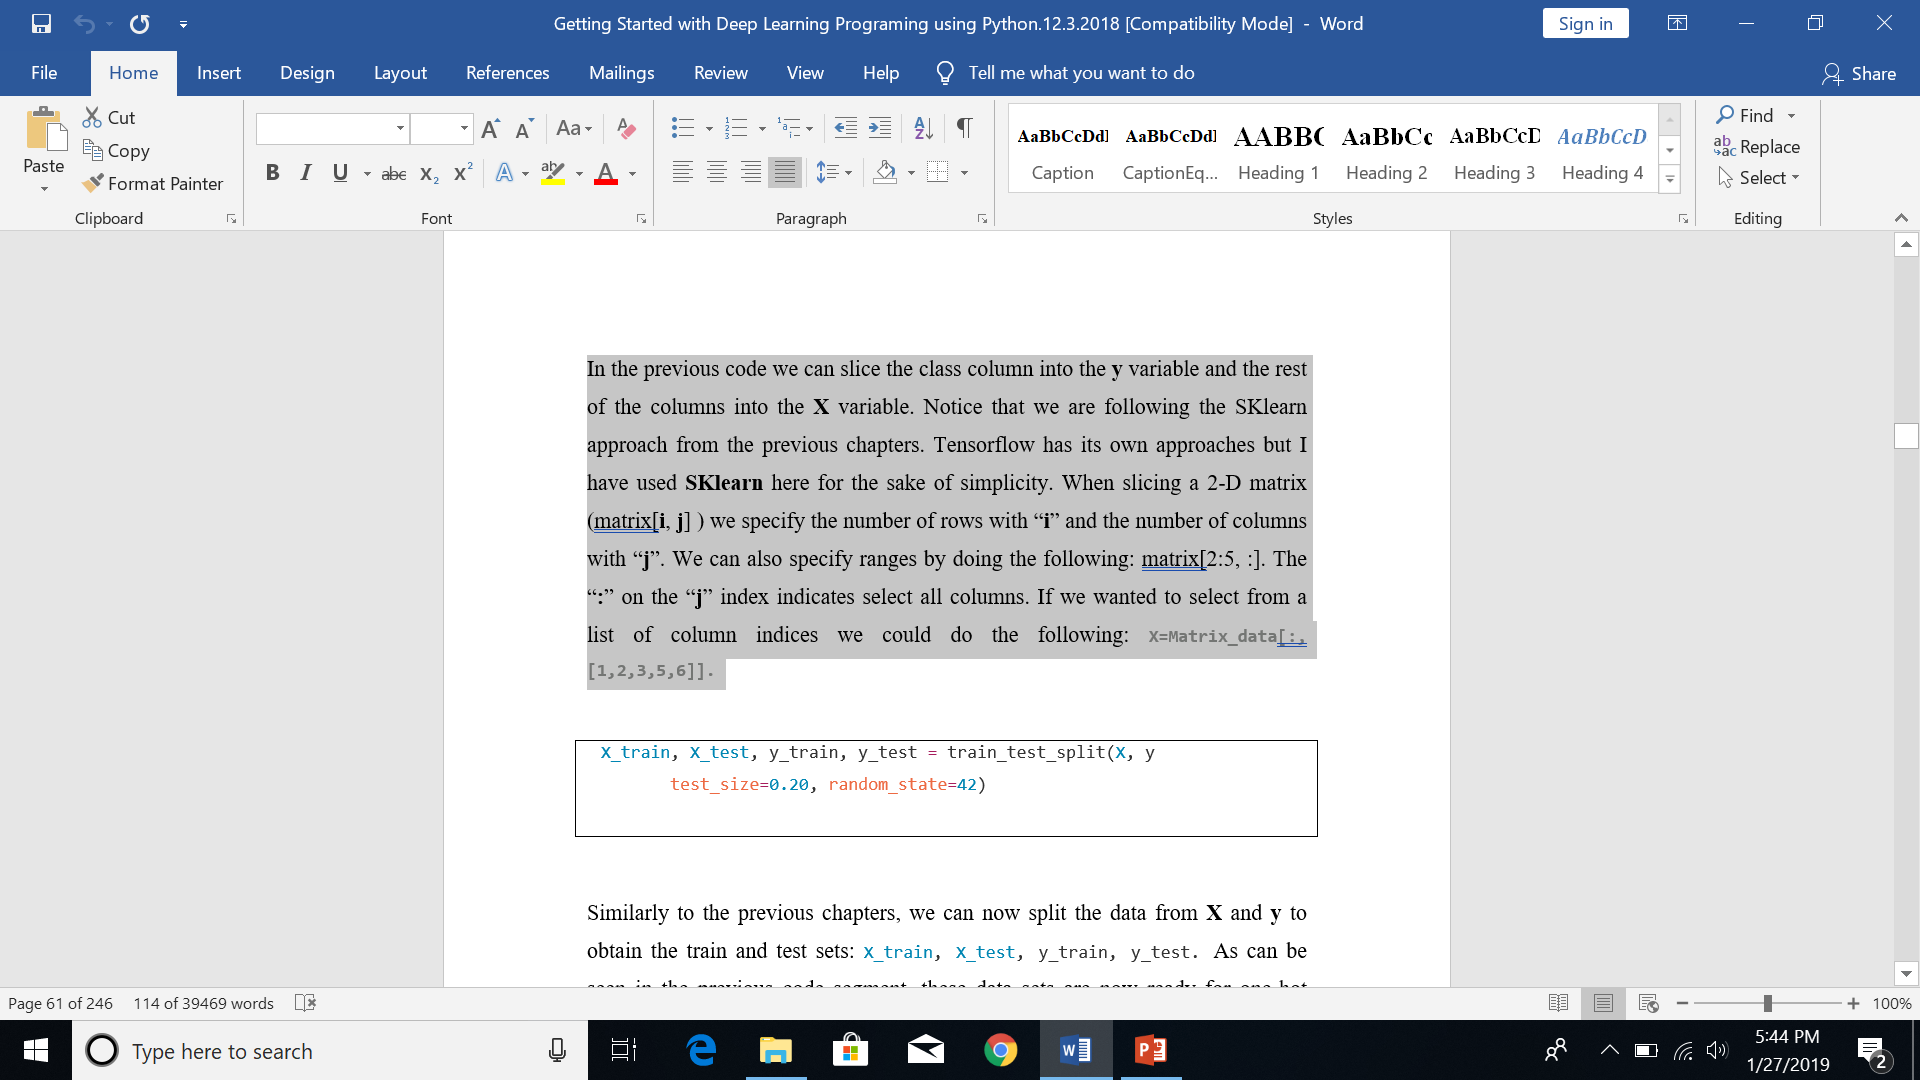 Getting Started with Deep Learning Programing using Python.12.3.2018 [Compatibility Mode] - Word
Sign in
File Home Insert Design Layout References Mailings Review View Help Tell me what you want to do Share
Paste
Cut
Copy
Format Painter
Clipboard
Font
Paragraph
AaBbCcDdI AaBbCcDdI AABBC AaBbCc AaBbCcD AaBbCcD
Caption CaptionEq... Heading 1 Heading 2 Heading 3 Heading 4
Styles
Find
Replace
Select
Editing
In the previous code we can slice the class column into the y variable and the rest
of the columns into the X variable. Notice that we are following the SKlearn
approach from the previous chapters. Tensorflow has its own approaches but I
have used SKlearn here for the sake of simplicity. When slicing a 2-D matrix
(matrix[i, j] ) we specify the number of rows with “i” and the number of columns
with “j”. We can also specify ranges by doing the following: matrix[2:5, :]. The
“:” on the “j” index indicates select all columns. If we wanted to select from a
list of column indices we could do the following: X=Matrix_data[:,
[1,2,3,5,6]].
X_train, X_test, y_train, y_test = train_test_split(X, y
test_size=0.20, random_state=42)
Similarly to the previous chapters, we can now split the data from X and y to
obtain the train and test sets: X_train, X_test, y_train, y_test. As can be
Page 61 of 246 114 of 39469 words 100%
Type here to search
5:44 PM
1/27/2019
2